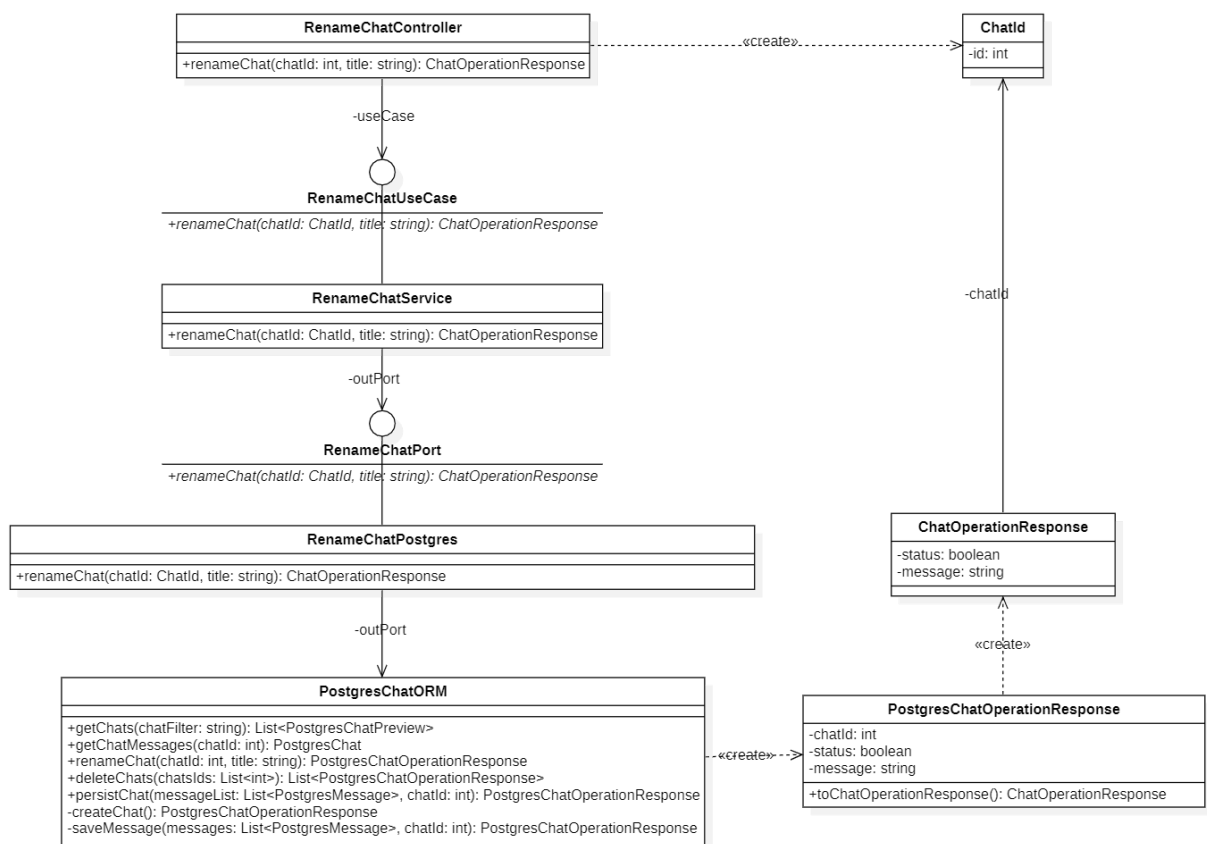 RenameChatController
+renameChat(chatId: int, title: string): ChatOperationResponse
«create»
ChatId
-id: int
-useCase
RenameChatUseCase
+renameChat(chatId: ChatId, title: string): ChatOperationResponse
RenameChatService
+renameChat(chatId: ChatId, title: string): ChatOperationResponse
-chatId
-outPort
RenameChatPort
+renameChat(chatId: ChatId, title: string): ChatOperationResponse
RenameChatPostgres
+renameChat(chatId: ChatId, title: string): ChatOperationResponse
ChatOperationResponse
-status: boolean
-message: string
-outPort
«create»
PostgresChatORM
+getChats(chatFilter: string): List<PostgresChatPreview>
+getChatMessages(chatId: int): PostgresChat
+renameChat(chatId: int, title: string): PostgresChatOperationResponse
+deleteChats(chatsIds: List<int>): List<PostgresChatOperationResponse>
+persistChat(messageList: List<PostgresMessage>, chatId: int): PostgresChatOperationResponse
-createChat(): PostgresChatOperationResponse
-saveMessage(messages: List<PostgresMessage>, chatId: int): PostgresChatOperationResponse
«create»
PostgresChatOperationResponse
-chatId: int
-status: boolean
-message: string
+toChatOperationResponse(): ChatOperationResponse